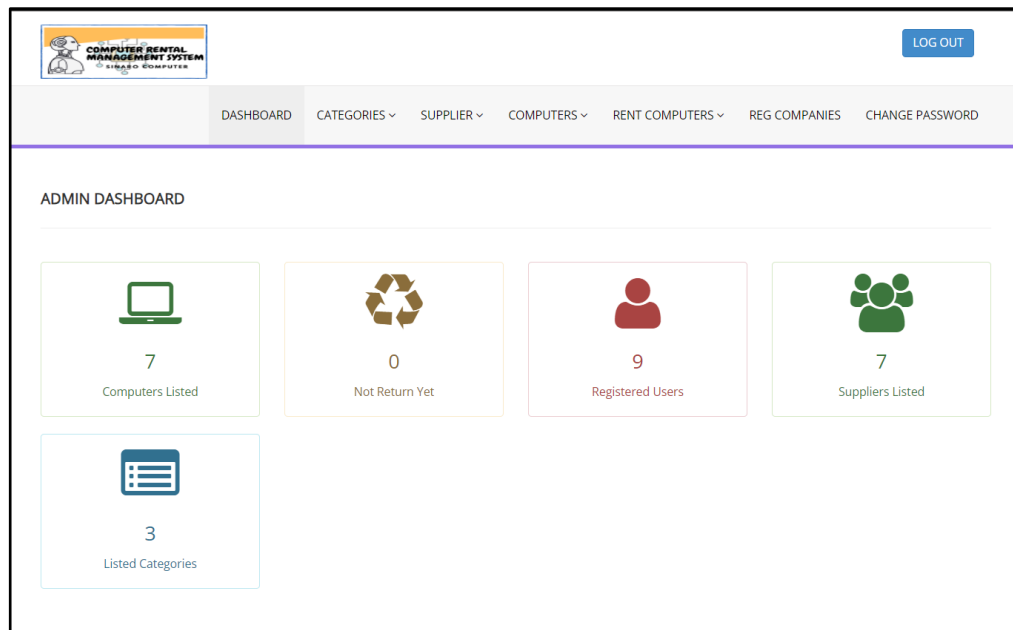 COMPUTER RENTAL
MANAGEMENT SYSTEM
SINARO COMPUTER
LOG OUT
DASHBOARD CATEGORIES SUPPLIER COMPUTERS RENT COMPUTERS REG COMPANIES CHANGE PASSWORD
ADMIN DASHBOARD
7
Computers Listed
0
Not Return Yet
9
Registered Users
7
Suppliers Listed
3
Listed Categories